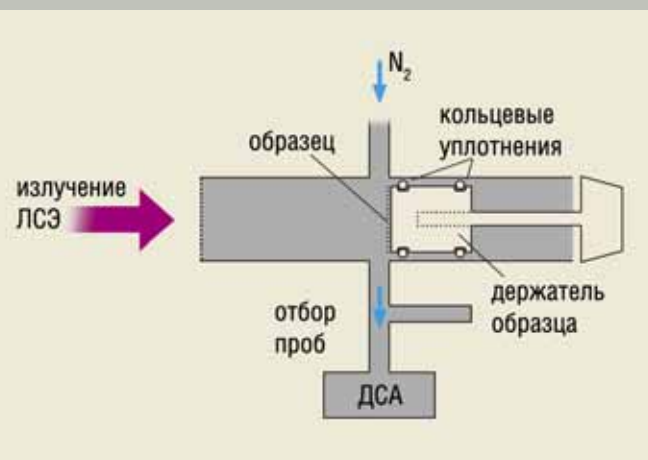 N₂
кольцевые
уплотнения
образец
излучение
ЛСЭ
держатель
образца
отбор
проб
ДСА